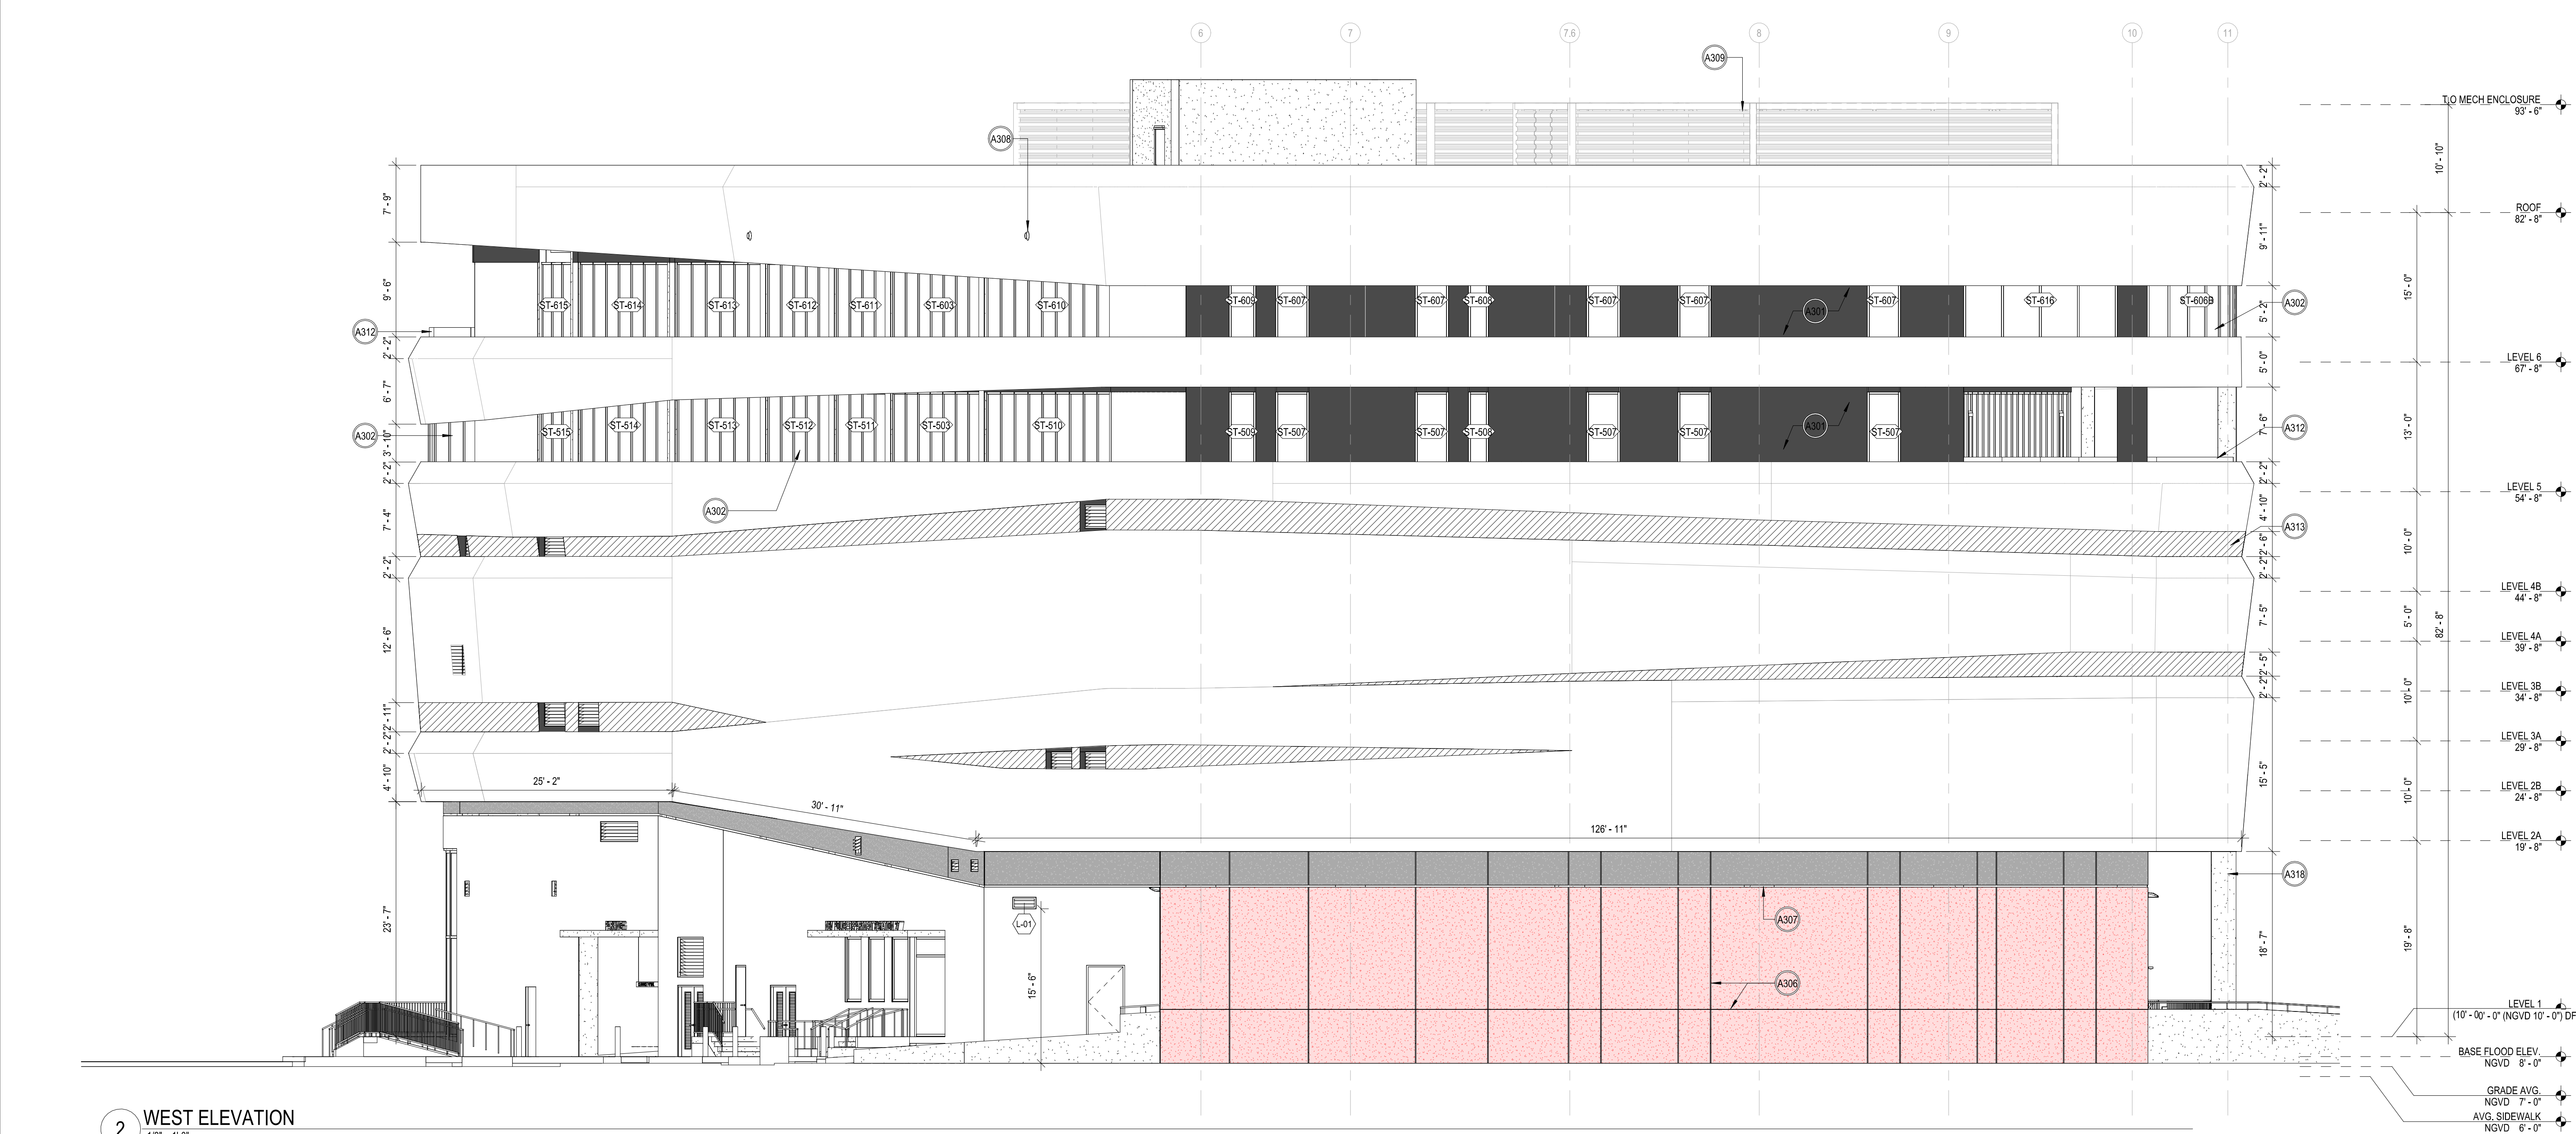 6 7 7.6 8 9 10 11
A309
T.O MECH ENCLOSURE
93' - 6"
A308
10' - 10"
7' - 9"
2' - 2"
ROOF
82' - 8"
9' - 11"
9' - 6"
ST-615 ST-614 ST-613 ST-612 ST-611 ST-603 ST-610 ST-609 ST-607 ST-607 ST-608 ST-607 ST-607 ST-607 ST-616 ST-606B
A301
A302
A312
5' - 2"
15' - 0"
2' - 2"
5' - 0"
LEVEL 6
67' - 8"
6' - 7"
ST-515 ST-514 ST-513 ST-512 ST-511 ST-503 ST-510 ST-509 ST-507 ST-507 ST-508 ST-507 ST-507 ST-507
A301
A302
A312
3' - 10"
7' - 6"
13' - 0"
2' - 2"
2' - 2"
LEVEL 5
54' - 8"
A302
7' - 4"
4' - 10"
A313
2' - 6"
10' - 0"
2' - 2"
2' - 2"
LEVEL 4B
44' - 8"
12' - 6"
7' - 5"
5' - 0"
82' - 8"
LEVEL 4A
39' - 8"
2' - 5"
2' - 2"
10' - 0"
LEVEL 3B
34' - 8"
2' - 11"
2' - 2"
LEVEL 3A
29' - 8"
4' - 10"
25' - 2"
15' - 5"
10' - 0"
LEVEL 2B
24' - 8"
30' - 11"
126' - 11"
LEVEL 2A
19' - 8"
A318
23' - 7"
L-01
A307
18' - 7"
19' - 8"
15' - 6"
A306
LEVEL 1
0' - 0" (NGVD 10' - 0")
BASE FLOOD ELEV.
NGVD 8' - 0"
GRADE AVG.
NGVD 7' - 0"
AVG. SIDEWALK
NGVD 6' - 0"
2 WEST ELEVATION